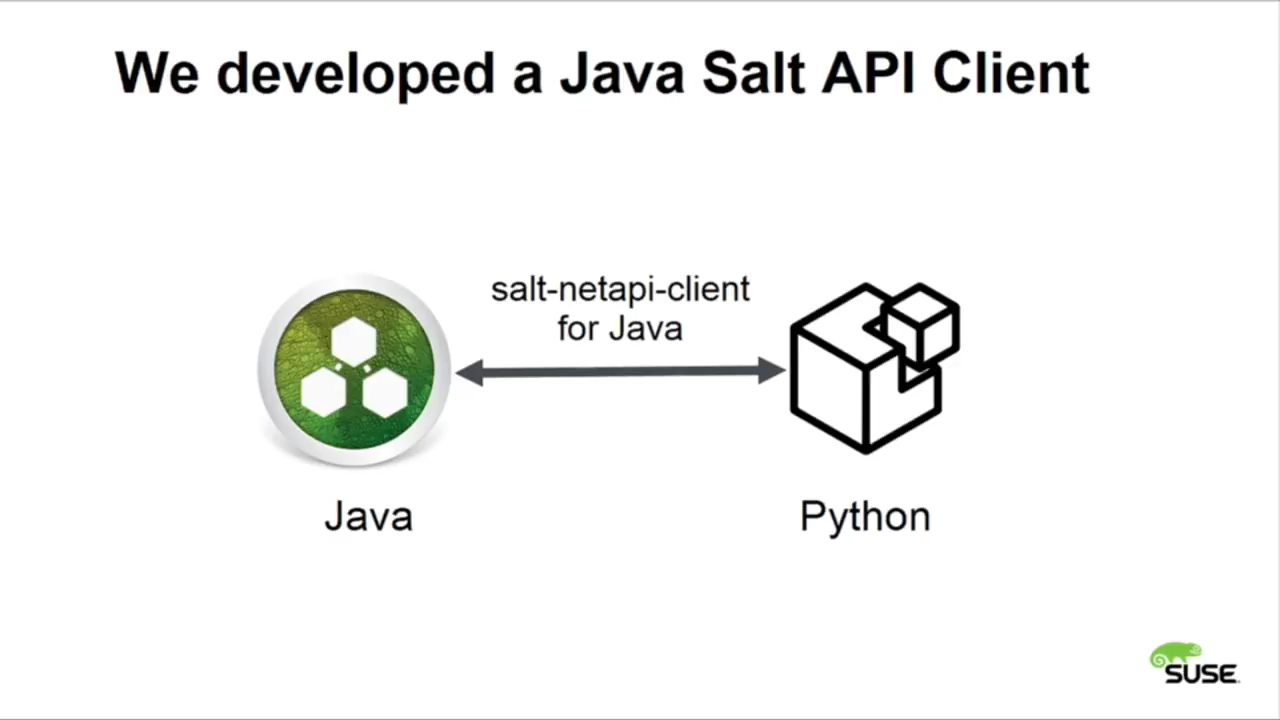 We developed a Java Salt API Client
salt-netapi-client
for Java
Java
Python
SUSE